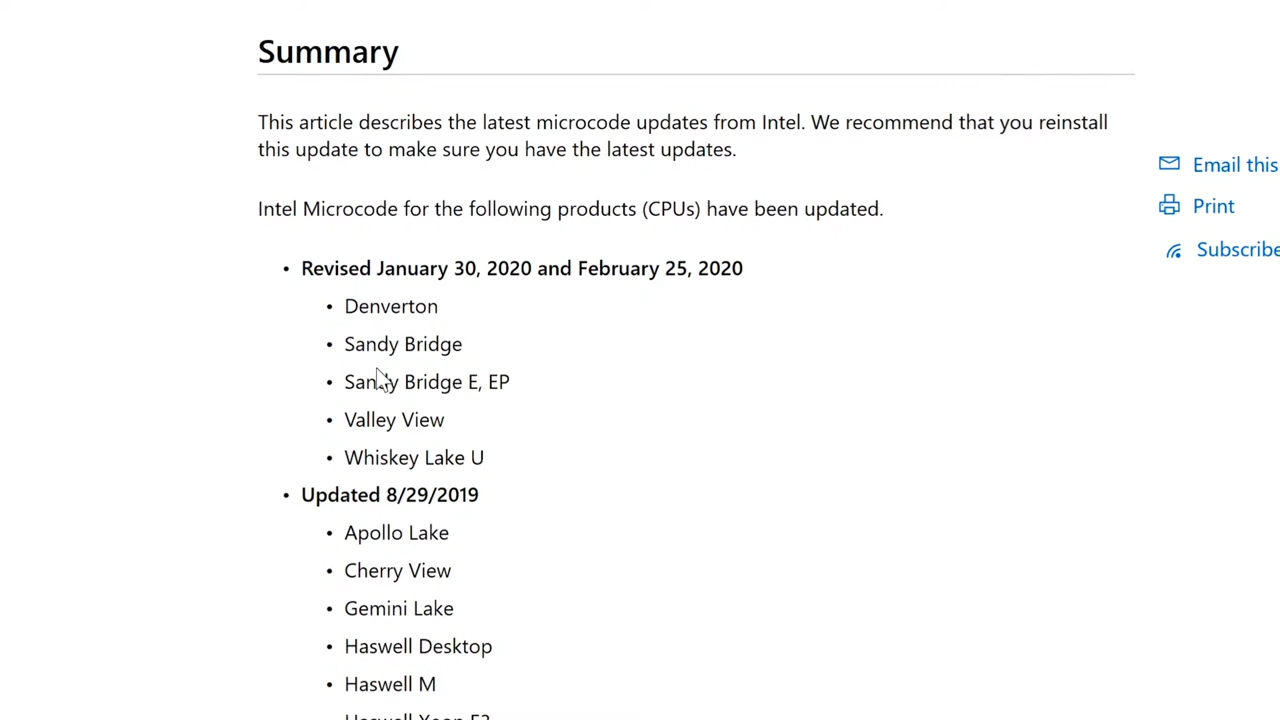 Summary
This article describes the latest microcode updates from Intel. We recommend that you reinstall
this update to make sure you have the latest updates.
Email this
Intel Microcode for the following products (CPUs) have been updated.
Print
Subscribe
• Revised January 30, 2020 and February 25, 2020
• Denverton
• Sandy Bridge
• Sandy Bridge E, EP
• Valley View
• Whiskey Lake U
• Updated 8/29/2019
• Apollo Lake
• Cherry View
• Gemini Lake
• Haswell Desktop
• Haswell M
Haswell Xeon E3